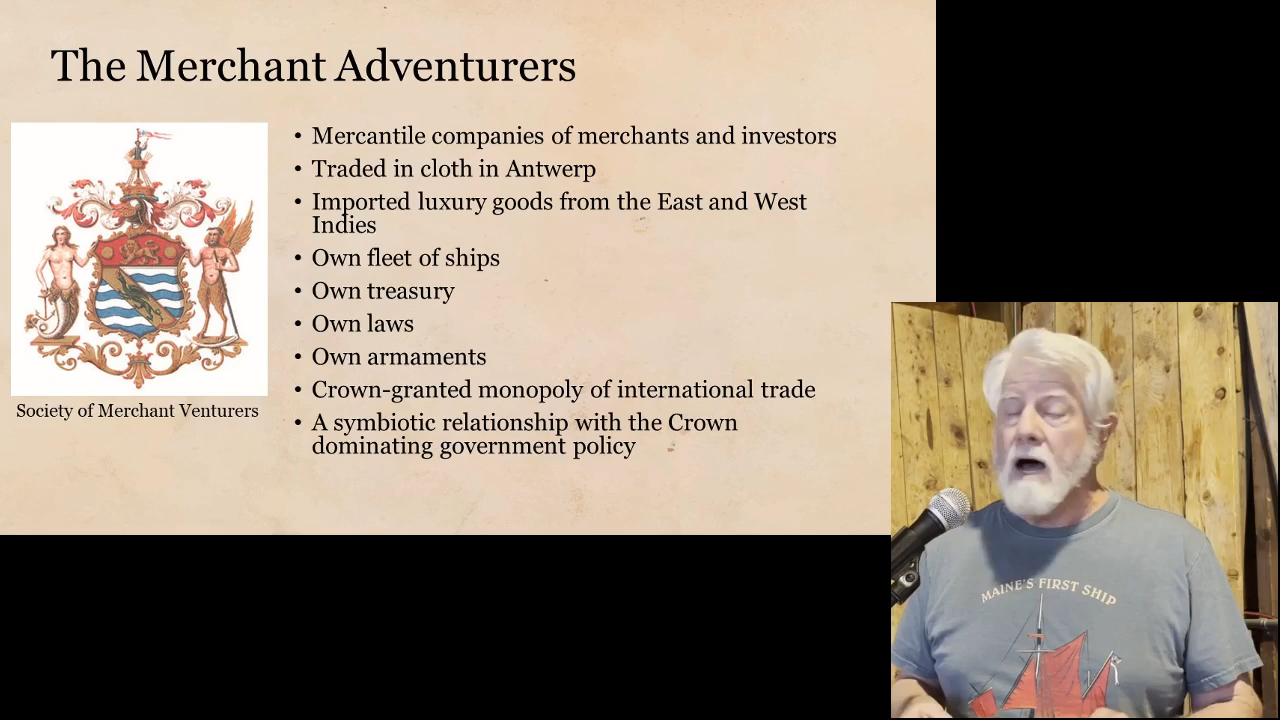 The Merchant Adventurers
• Mercantile companies of merchants and investors
• Traded in cloth in Antwerp
• Imported luxury goods from the East and West
Indies
• Own fleet of ships
• Own treasury
• Own laws
• Own armaments
• Crown-granted monopoly of international trade
• A symbiotic relationship with the Crown
dominating government policy
Society of Merchant Venturers
MAINE'S FIRST SHIP